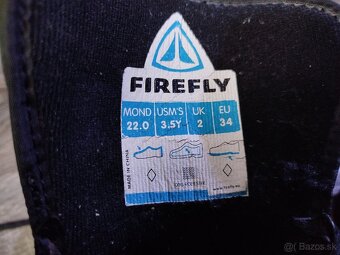 FIREFLY
MOND USM'S UK EU
22.0 3.5Y 2 34
MADE IN CHINA
www.firefly.eu
bazos.sk